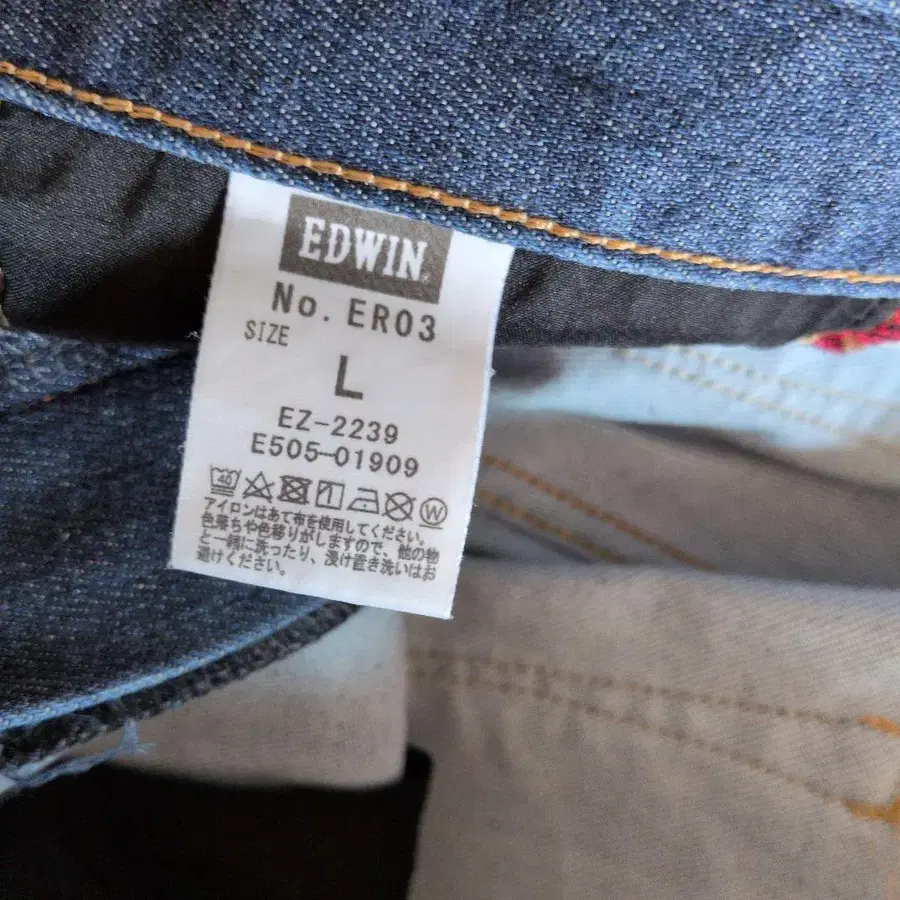 EDWIN
No. ER03
SIZE
L
EZ-2239
E505-01909
40 W
アイロンはあて布を使用してください。
色落ちや色移りがしますので、他の物
と一緒に洗ったり、浸け置き洗いはお
避けください。